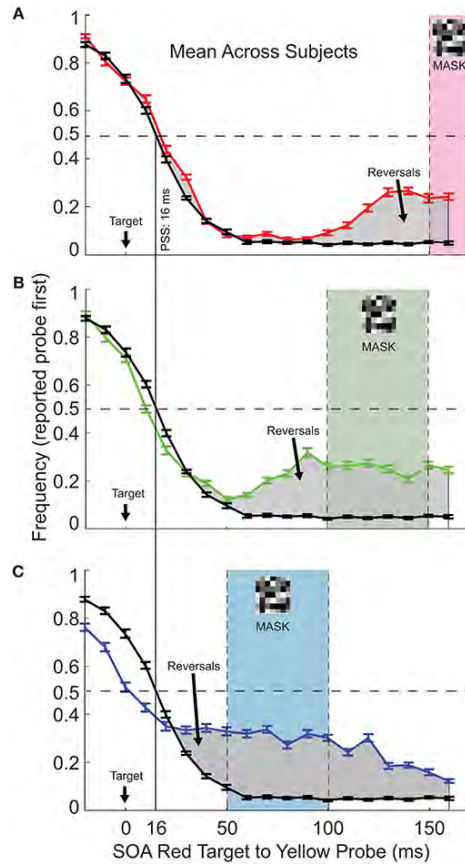 A
Mean Across Subjects
MASK
1
0.8
0.6
0.5
0.4
0.2
0
Target
PSS: 16 ms
Reversals
B
MASK
1
0.8
0.6
0.5
0.4
0.2
0
Target
Reversals
Frequency (reported probe first)
C
MASK
1
0.8
0.6
0.5
0.4
0.2
0
Target
Reversals
0 16 50 100 150
SOA Red Target to Yellow Probe (ms)